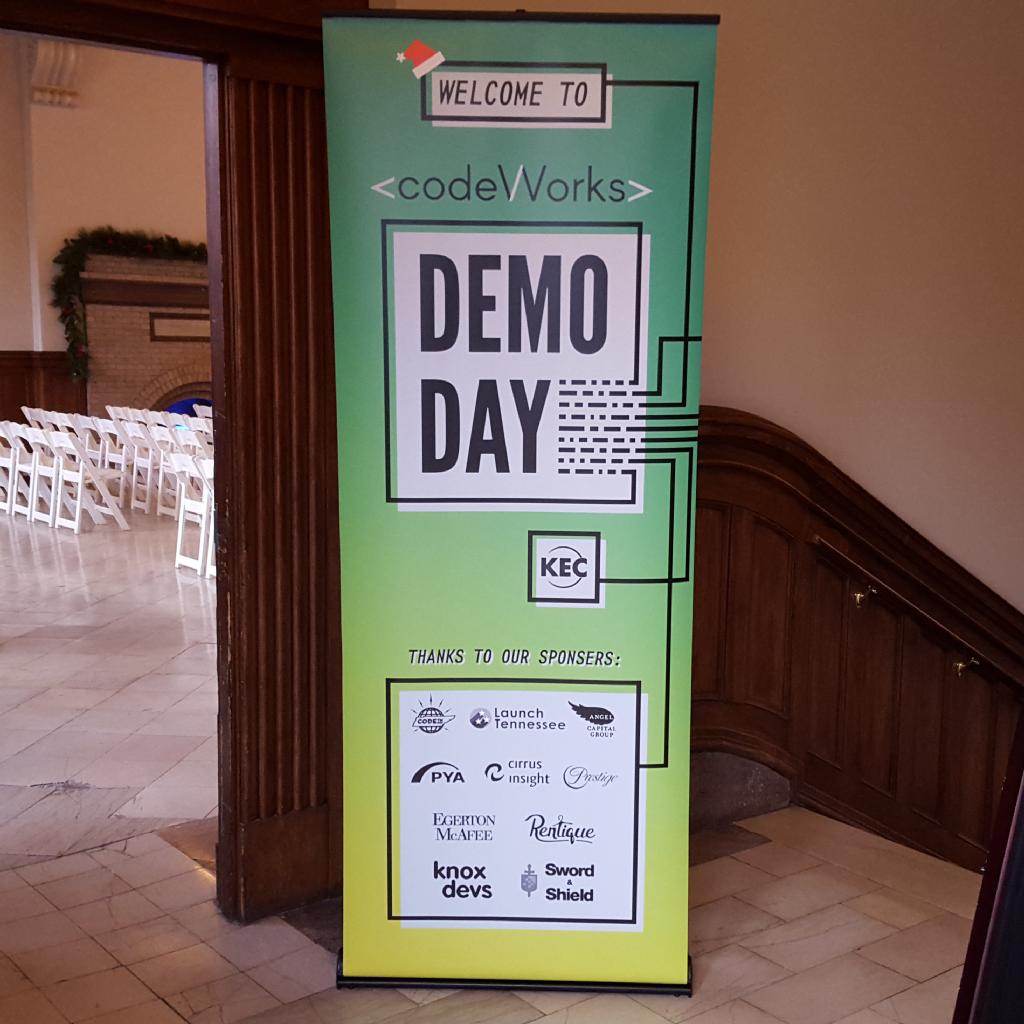 WELCOME TO
<codeWorks>
DEMO
DAY
KEC
THANKS TO OUR SPONSERS:
CODETN
Launch
Tennessee
ANGEL
CAPITAL
GROUP
PYA
cirrus
insight
Prestige
EGERTON
MCAFEE
Rentique
knox
devs
Sword
&
Shield